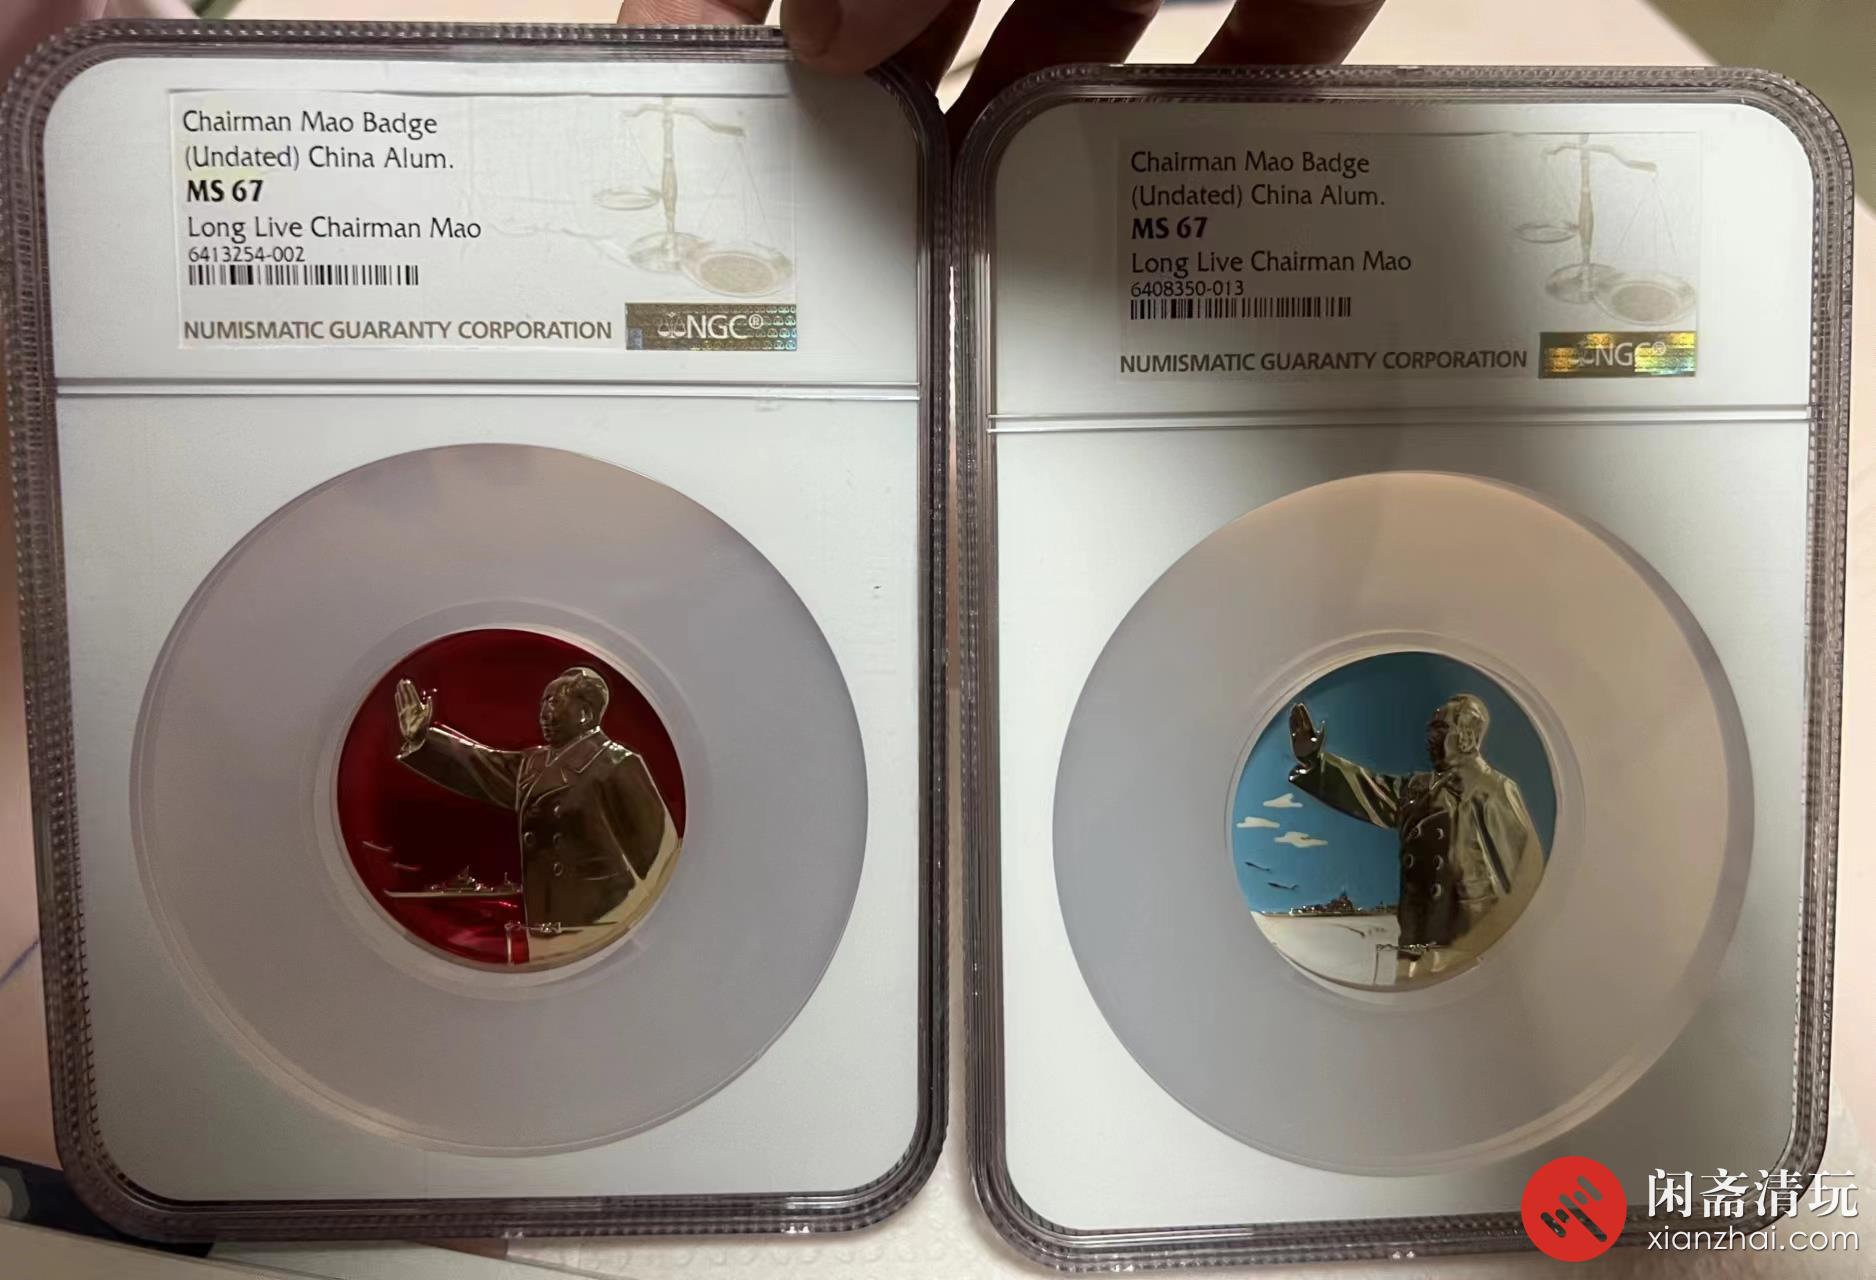 Chairman Mao Badge
(Undated) China Alum.
MS 67
Long Live Chairman Mao
6413254-002
NUMISMATIC GUARANTY CORPORATION
NGC®
Chairman Mao Badge
(Undated) China Alum.
MS 67
Long Live Chairman Mao
6408350-013
NUMISMATIC GUARANTY CORPORATION
NGC®
闲斋清玩
xianzhai.com